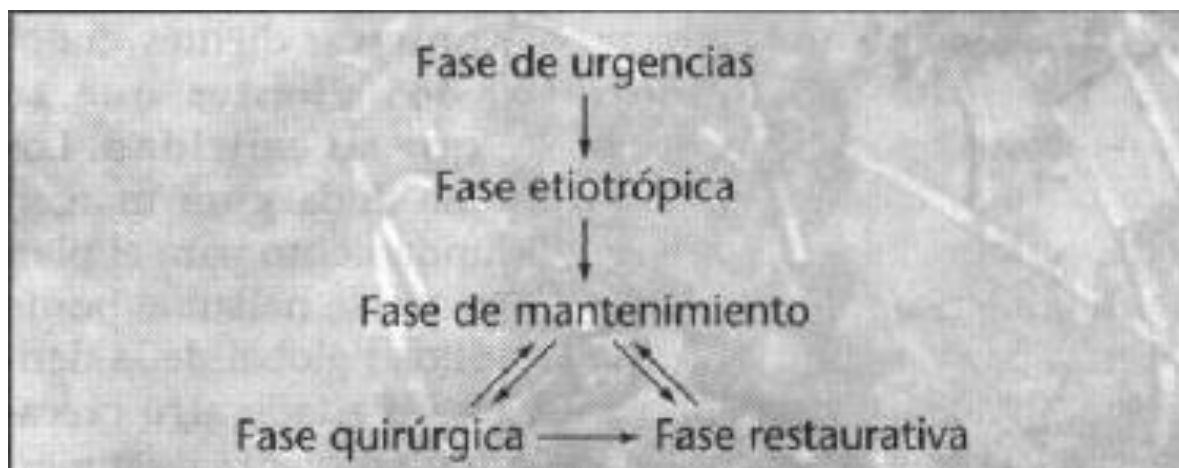 Fase de urgencias
Fase etiotrópica
Fase de mantenimiento
Fase quirúrgica
Fase restaurativa